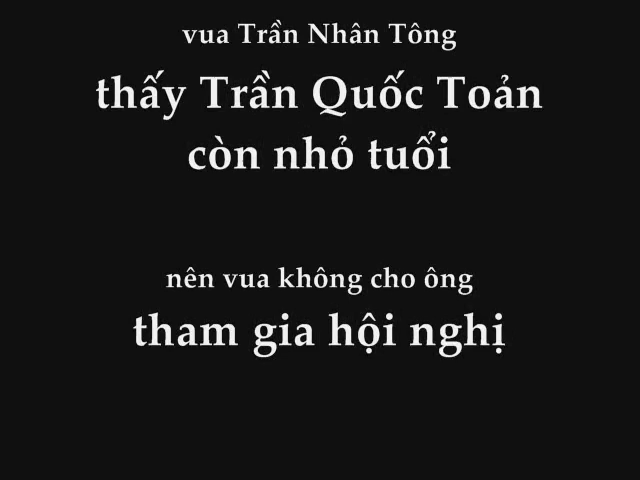 vua Trần Nhân Tông
thấy Trần Quốc Toản
còn nhỏ tuổi
nên vua không cho ông
tham gia hội nghị